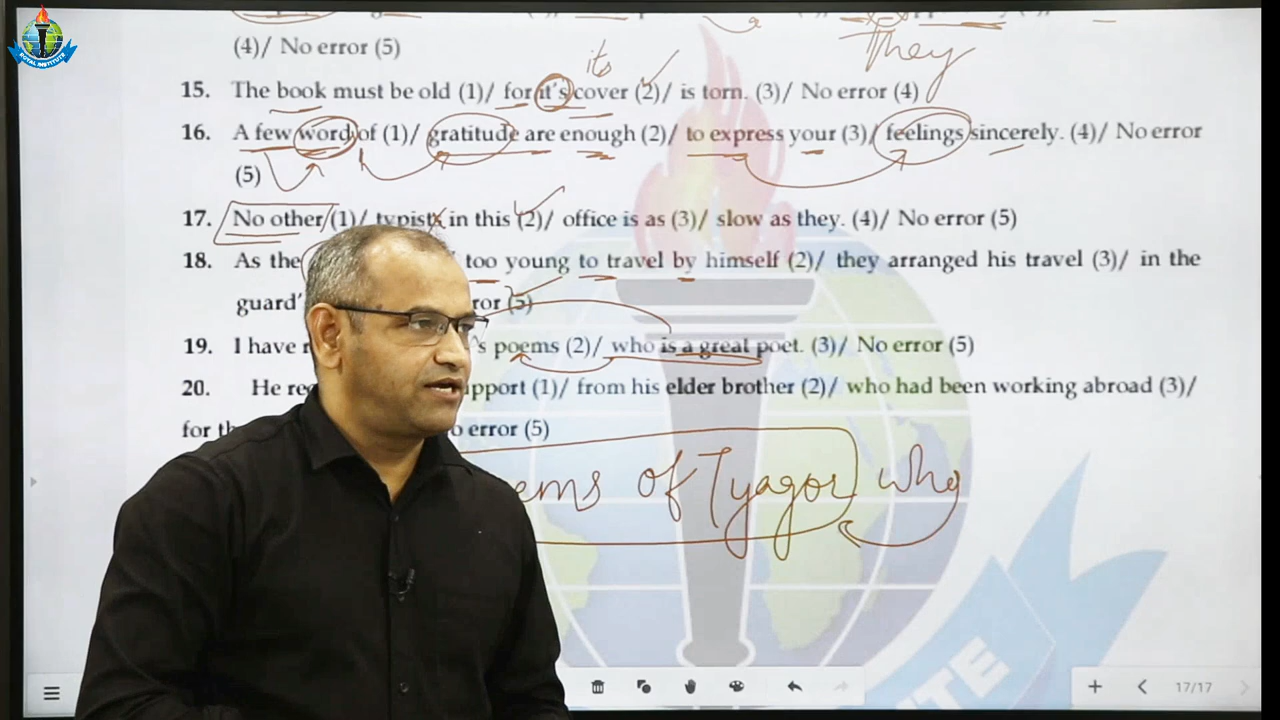 ROYAL INSTITUTE
(4)/ No error (5)
its
They
15. The book must be old (1)/ for it's cover (2)/ is torn. (3)/ No error (4)
16. A few word of (1)/ gratitude are enough (2)/ to express your (3)/ feelings sincerely. (4)/ No error
(5)
17. No other (1)/ typists in this (2)/ office is as (3)/ slow as they. (4)/ No error (5)
18. As the too young to travel by himself (2)/ they arranged his travel (3)/ in the
guard' (5)
19. I have 's poems (2)/ who is a great poet. (3)/ No error (5)
20. He from his elder brother (2)/ who had been working abroad (3)/
for error (5)
ems of Tyagor who
17/17